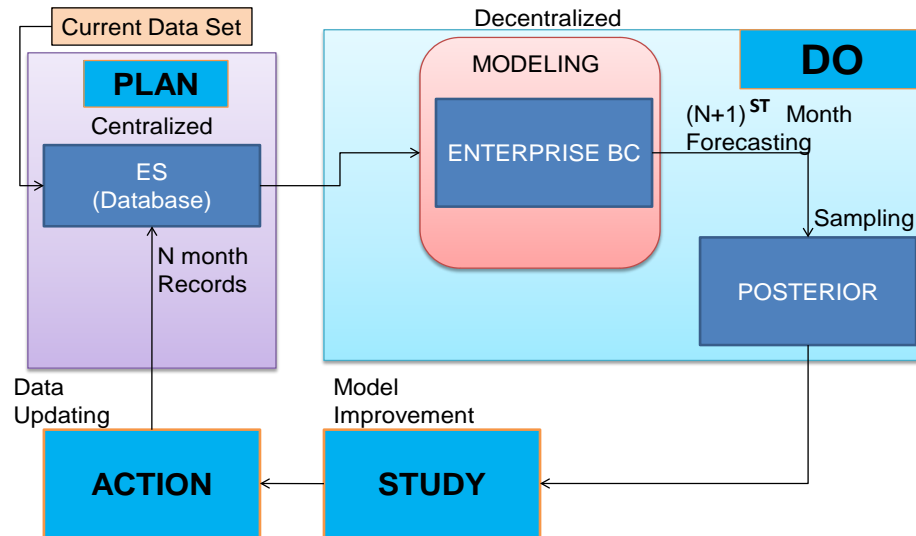 Current Data Set
PLAN
Centralized
ES
(Database)
N month
Records
Decentralized
DO
MODELING
ENTERPRISE BC
(N+1) ST Month
Forecasting
Sampling
POSTERIOR
Data
Updating
Model
Improvement
ACTION
STUDY